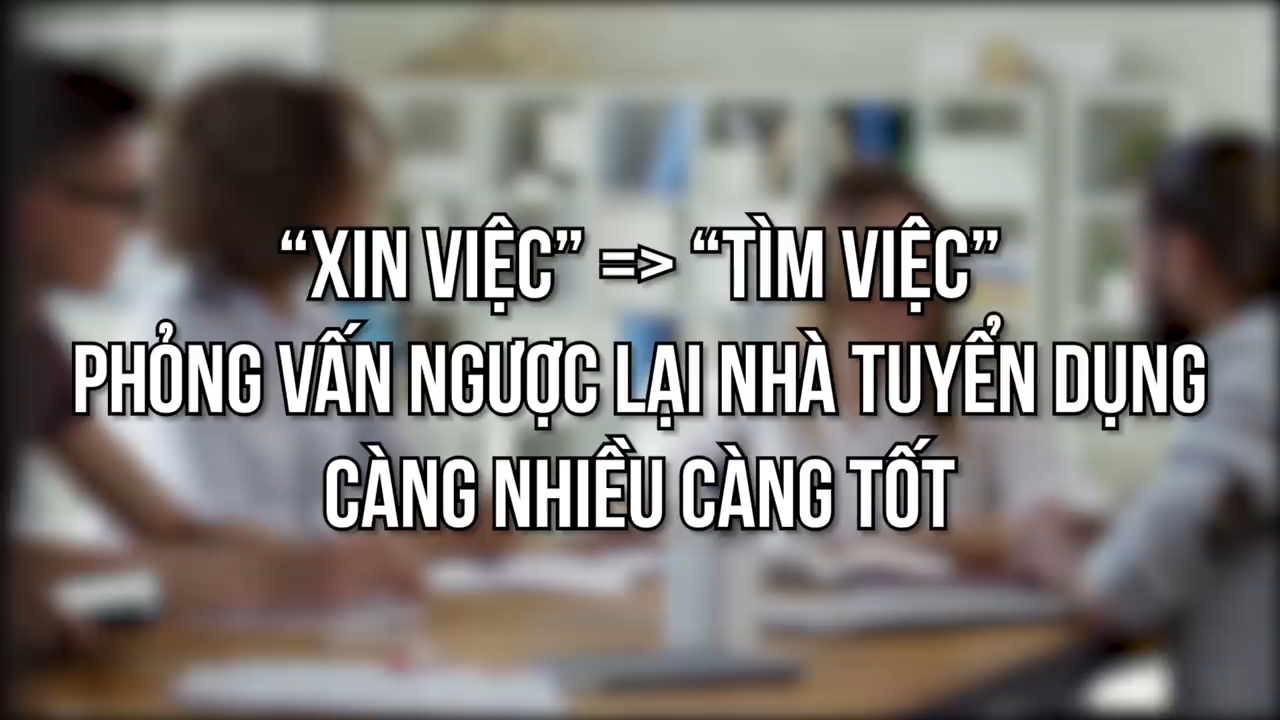 “XIN VIỆC” => “TÌM VIỆC”
PHỎNG VẤN NGƯỢC LẠI NHÀ TUYỂN DỤNG
CÀNG NHIỀU CÀNG TỐT